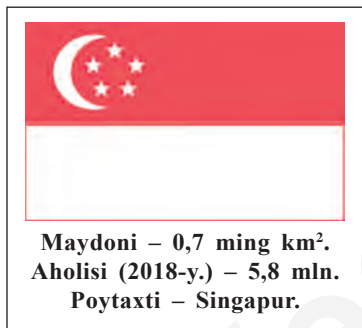 Maydoni – 0,7 ming km².
Aholisi (2018-y.) – 5,8 mln.
Poytaxti – Singapur.